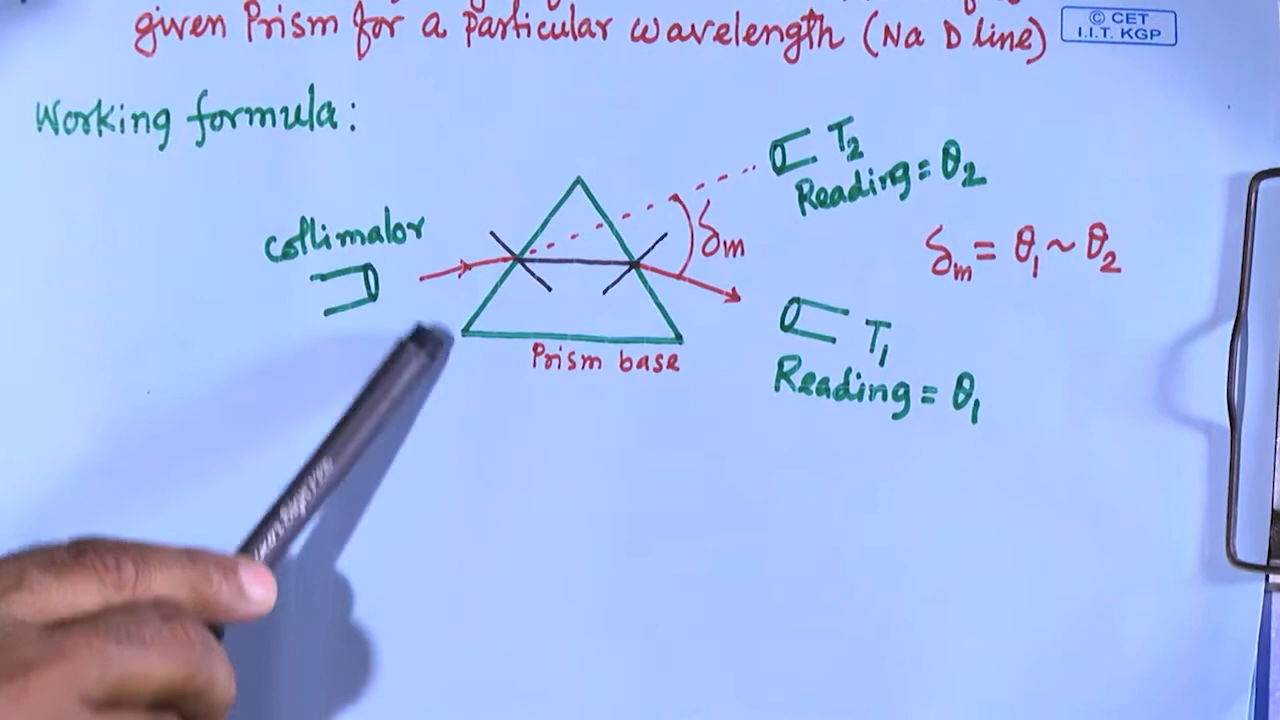 given Prism for a particular wavelength (Na D line)
© CET
I.I.T. KGP
Working formula:
T₂
Reading = θ₂
collimator
δm
δm = θ₁ ~ θ₂
T₁
Prism base
Reading = θ₁